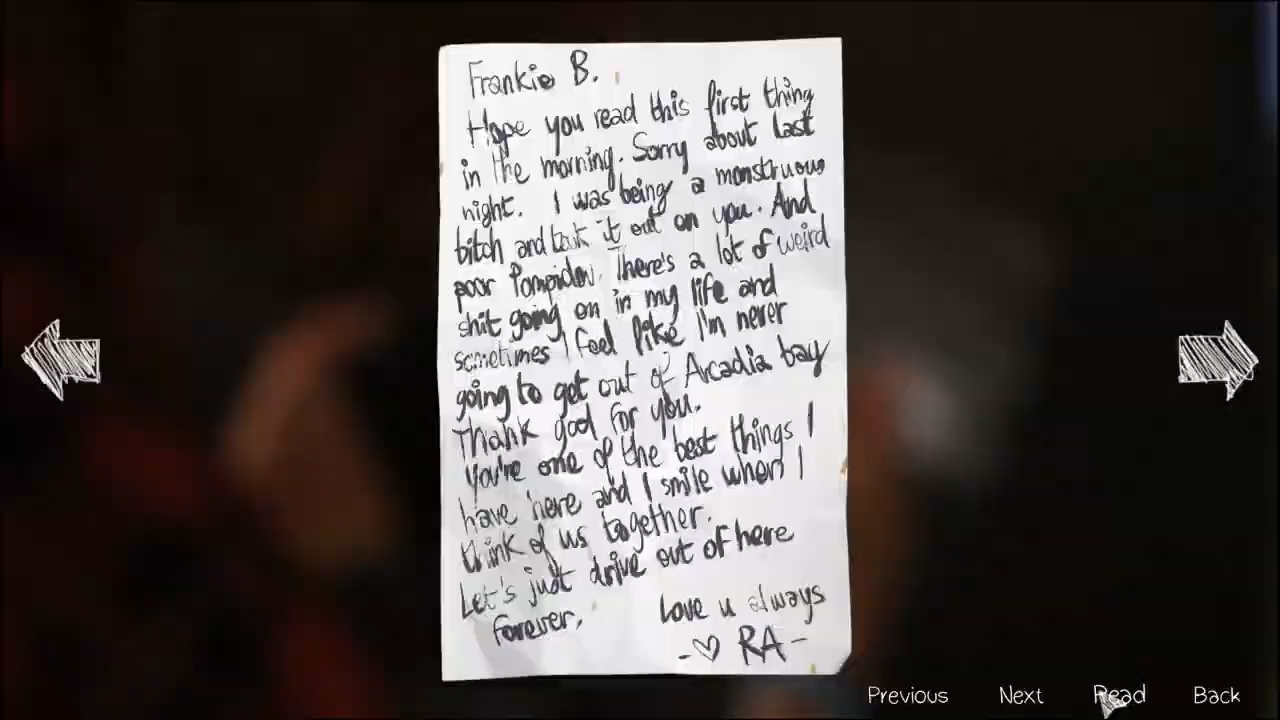 Frankie B.
Hope you read this first thing
in the morning. Sorry about last
night. I was being a monstruous
bitch and took it out on you. And
poor Pompidou. There's a lot of weird
shit going on in my life and
sometimes I feel like I'm never
going to get out of Arcadia bay
Thank god for you.
You're one of the best things I
have here and I smile when I
think of us together.
Let's just drive out of here
forever.
Love u always
-♡ RA-
Previous Next Read Back